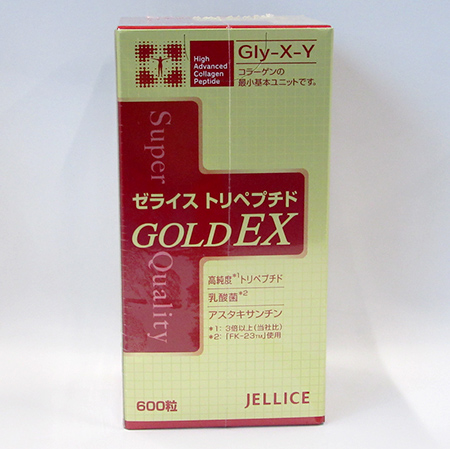 High
Advanced
Collagen
Peptide
Gly-X-Y
コラーゲンの
最小基本ユニットです。
Super Quality
ゼライス トリペプチド
GOLD EX
高純度*1トリペプチド
乳酸菌*2
アスタキサンチン
*1: 3倍以上(当社比)
*2:「FK-23™」使用
600粒
JELLICE